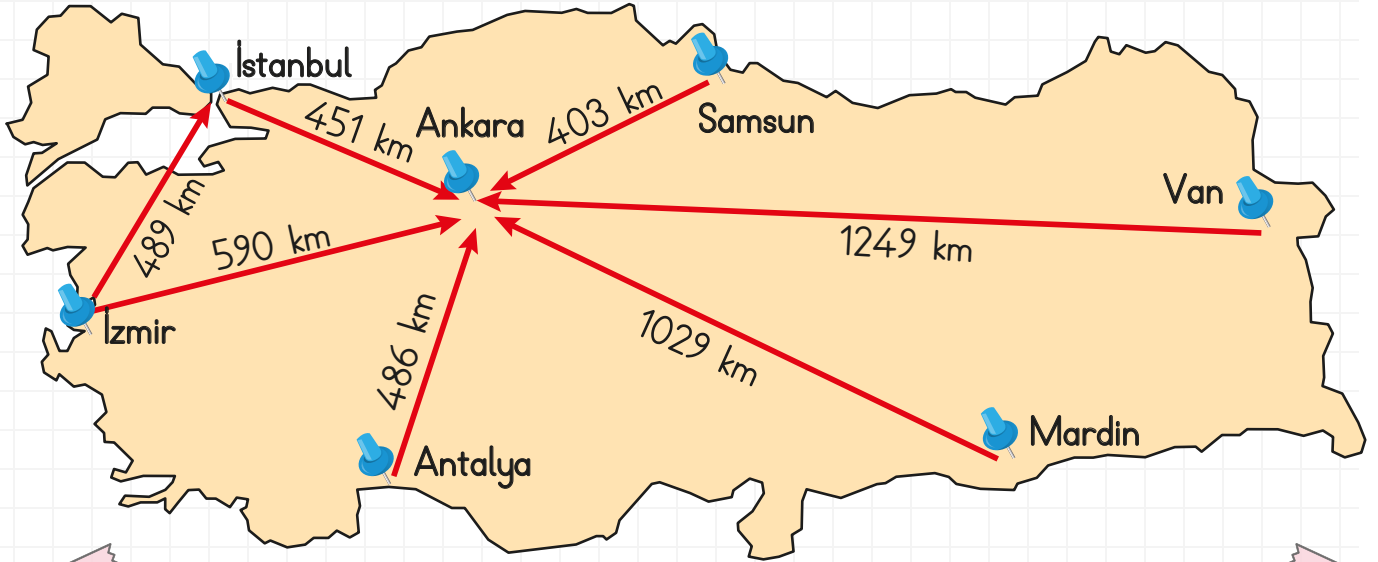 İstanbul
451 km
Ankara
403 km
Samsun
Van
489 km
590 km
1249 km
İzmir
486 km
1029 km
Antalya
Mardin